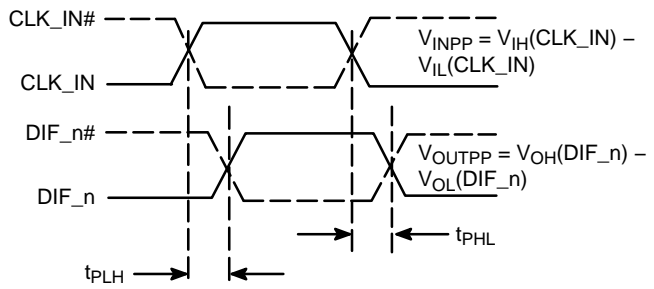 CLK_IN#
CLK_IN
V_INPP = V_IH(CLK_IN) –
V_IL(CLK_IN)
DIF_n#
DIF_n
V_OUTPP = V_OH(DIF_n) –
V_OL(DIF_n)
t_PHL
t_PLH